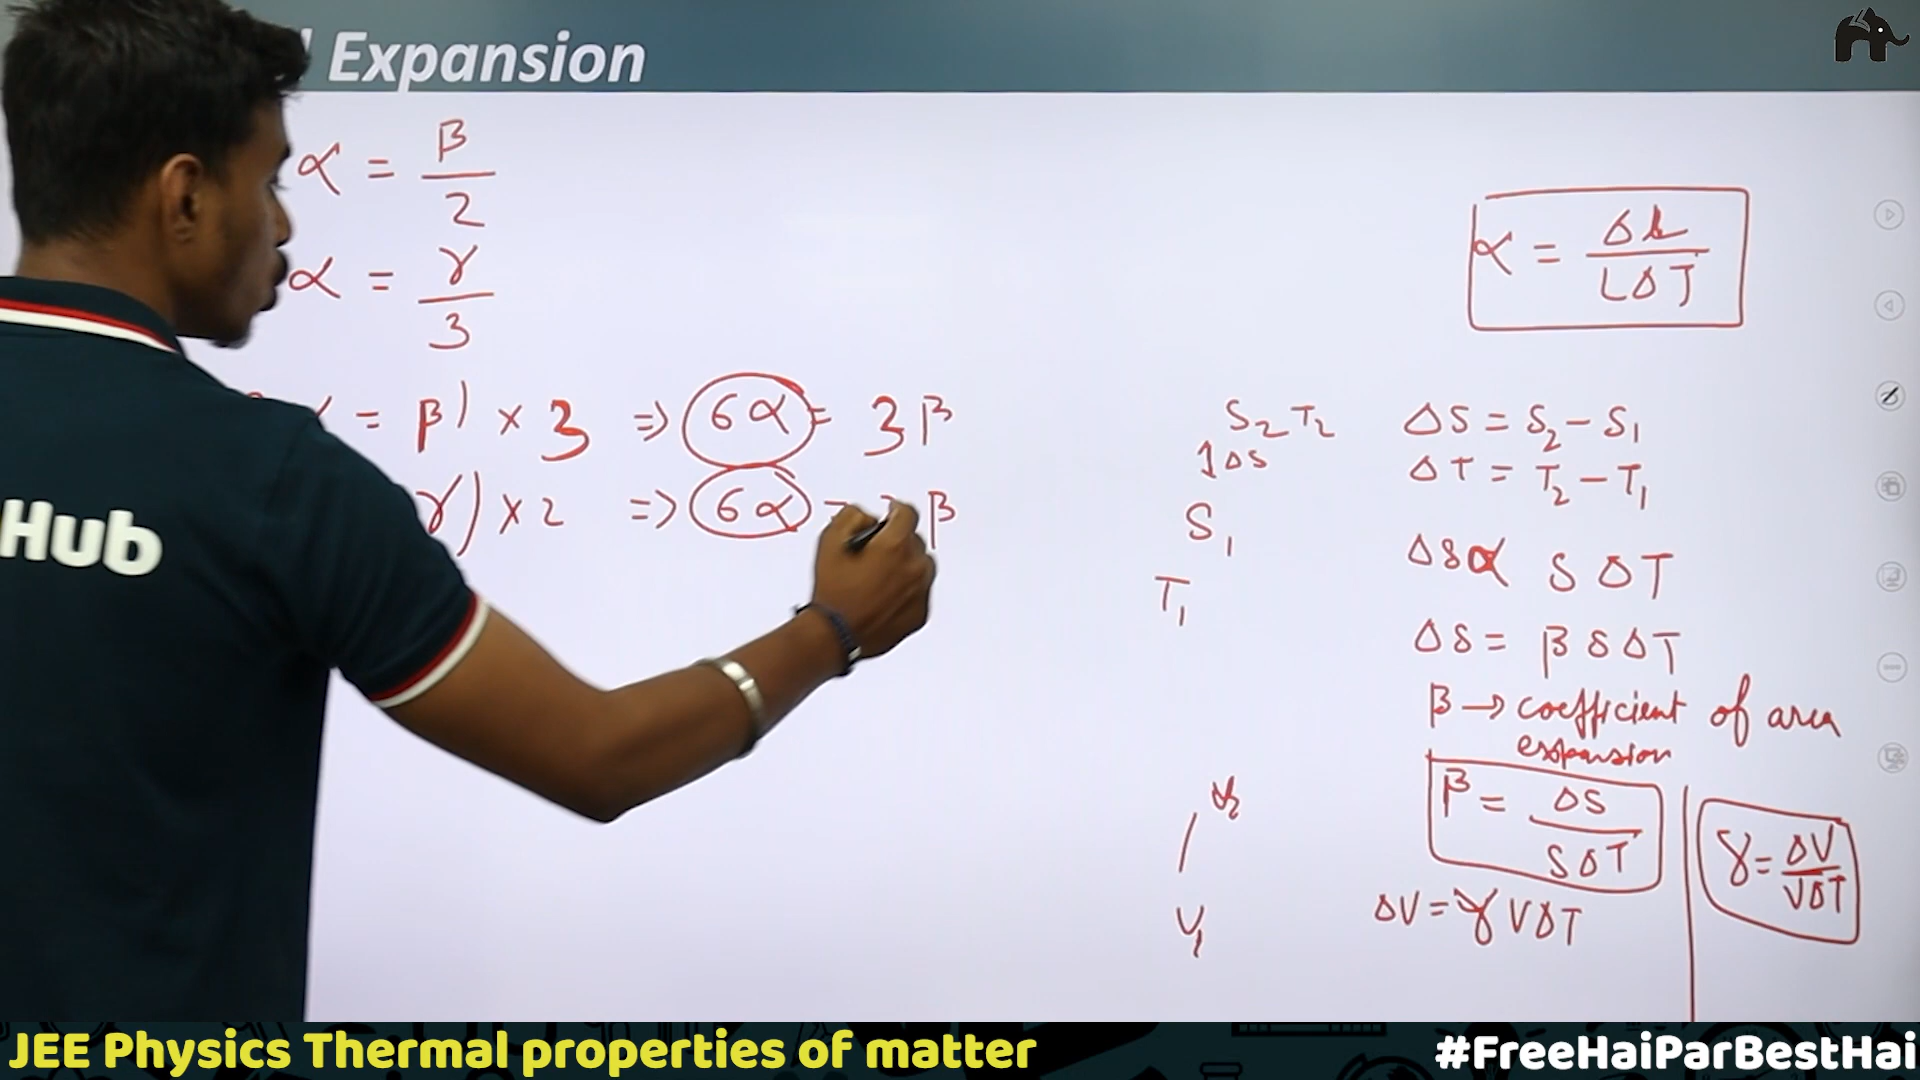 Expansion
α = β/2
α = γ/3
= β) × 3 => 6α = 3β
γ) × 2 => 6α = β
Hub
α = Δl/LΔT
S₂ T₂
1ΔS
S₁
T₁
ΔS = S₂ - S₁
ΔT = T₂ - T₁
ΔS α S ΔT
ΔS = β S ΔT
β → coefficient of area
expansion
β = ΔS/SΔT
γ = ΔV/VΔT
V₁
ΔV = γ VΔT
JEE Physics Thermal properties of matter
#FreeHaiParBestHai